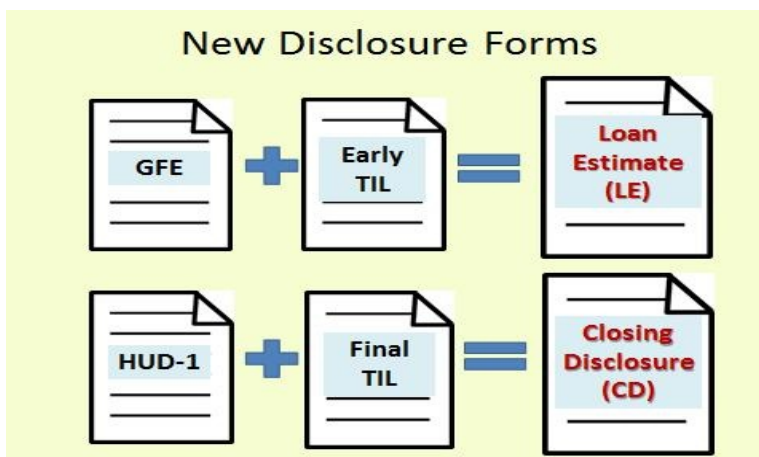 New Disclosure Forms
GFE
Early
TIL
Loan
Estimate
(LE)
HUD-1
Final
TIL
Closing
Disclosure
(CD)